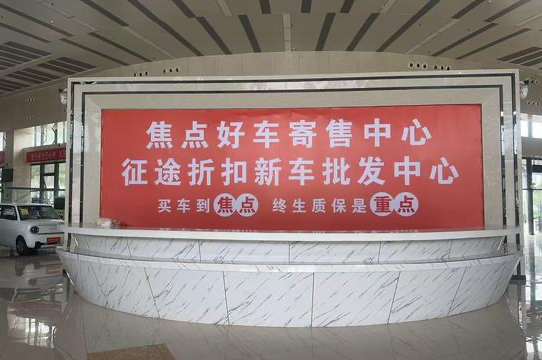 焦点好车寄售中心
征途折扣新车批发中心
买车到焦点 终生质保是重点